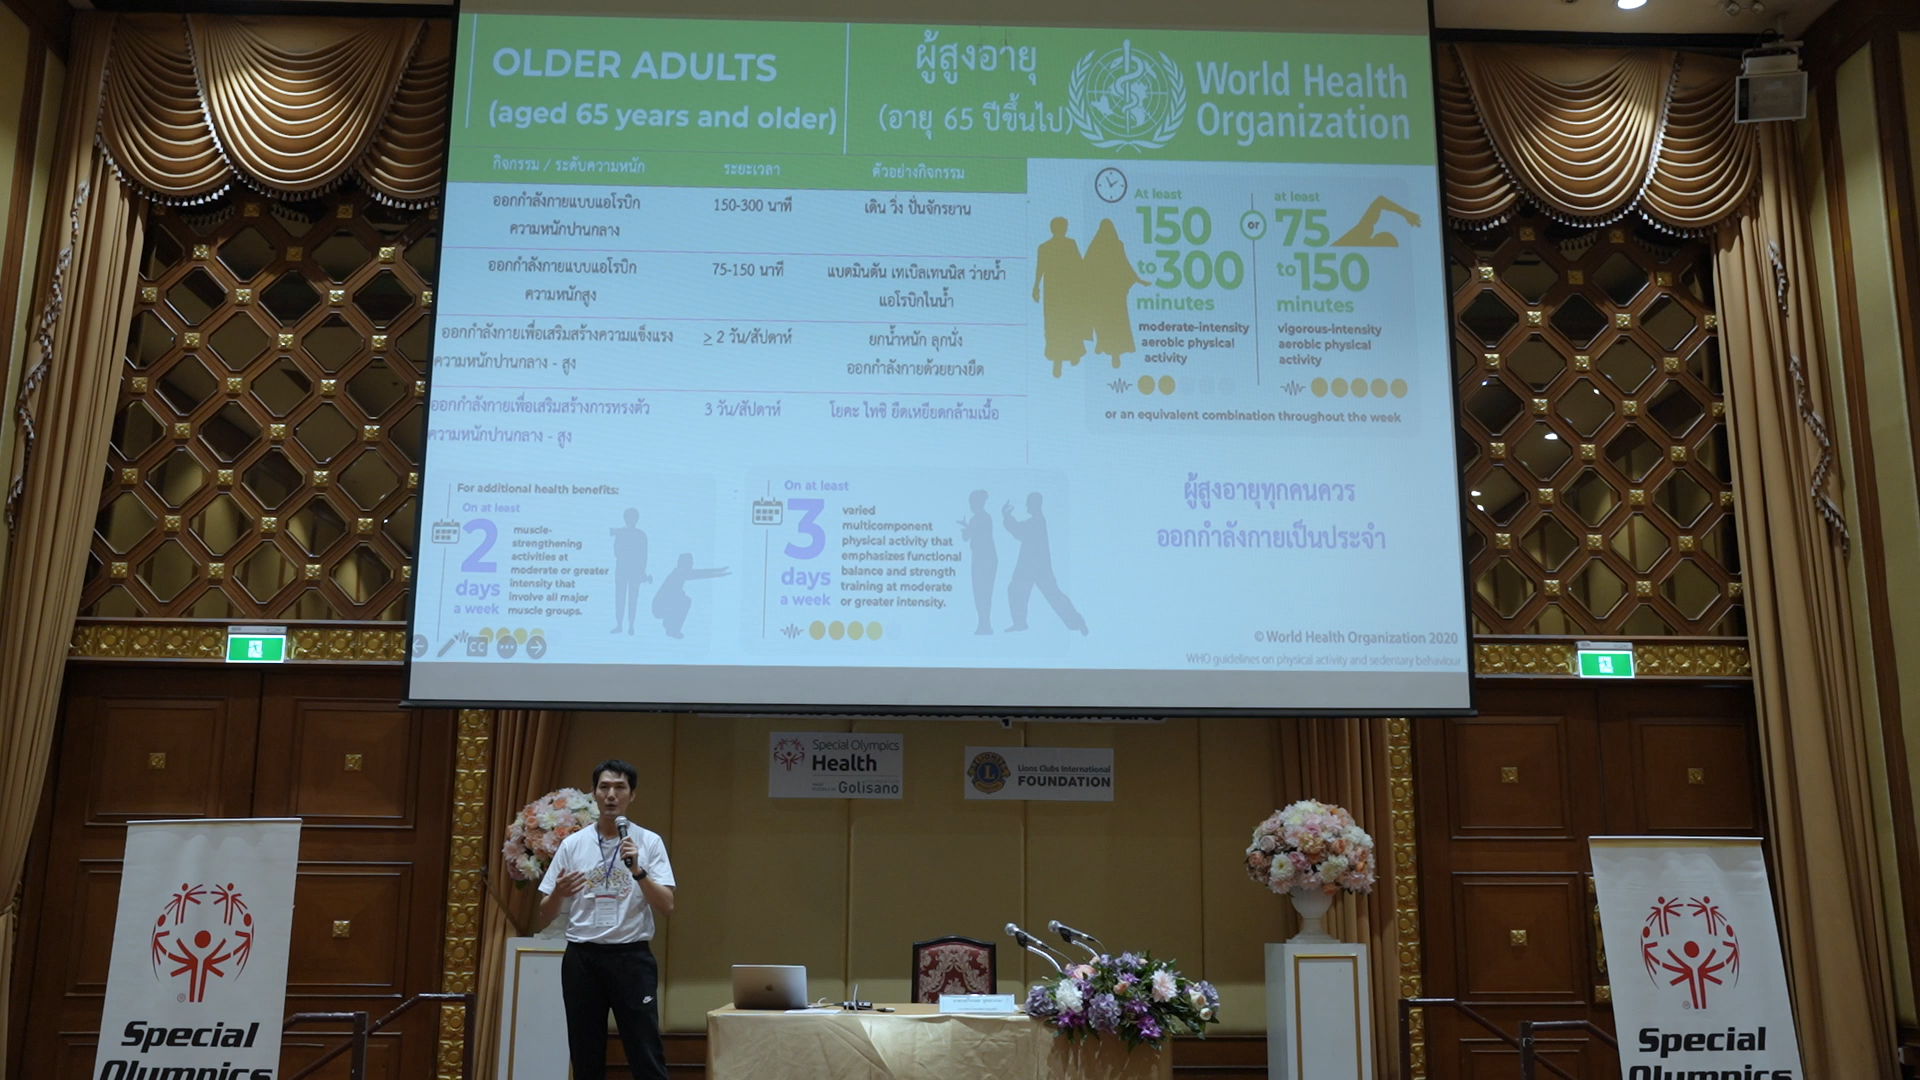 OLDER ADULTS
(aged 65 years and older)
ผู้สูงอายุ
(อายุ 65 ปีขึ้นไป)
World Health
Organization
กิจกรรม / ระดับความหนัก
ระยะเวลา
ตัวอย่างกิจกรรม
ออกกำลังกายแบบแอโรบิก
ความหนักปานกลาง
150-300 นาที
เดิน วิ่ง ปั่นจักรยาน
ออกกำลังกายแบบแอโรบิก
ความหนักสูง
75-150 นาที
แบดมินตัน เทเบิลเทนนิส ว่ายน้ำ
แอโรบิกในน้ำ
ออกกำลังกายเพื่อเสริมสร้างความแข็งแรง
ความหนักปานกลาง - สูง
≥ 2 วัน/สัปดาห์
ยกน้ำหนัก ลุกนั่ง
ออกกำลังกายด้วยยางยืด
ออกกำลังกายเพื่อเสริมสร้างการทรงตัว
ความหนักปานกลาง - สูง
3 วัน/สัปดาห์
โยคะ ไทชิ ยืดเหยียดกล้ามเนื้อ
At least
150
to 300
minutes
moderate-intensity
aerobic physical
activity
or
at least
75
to 150
minutes
vigorous-intensity
aerobic physical
activity
or an equivalent combination throughout the week
For additional health benefits:
On at least
2
days
a week
muscle-
strengthening
activities at
moderate or greater
intensity that
involve all major
muscle groups.
On at least
3
days
a week
varied
multicomponent
physical activity that
emphasizes functional
balance and strength
training at moderate
or greater intensity.
ผู้สูงอายุทุกคนควร
ออกกำลังกายเป็นประจำ
© World Health Organization 2020
WHO guidelines on physical activity and sedentary behaviour
CC
Special Olympics
Health
Golisano
L
Lions Clubs International
FOUNDATION
Special
Olympics
Special
Olympics